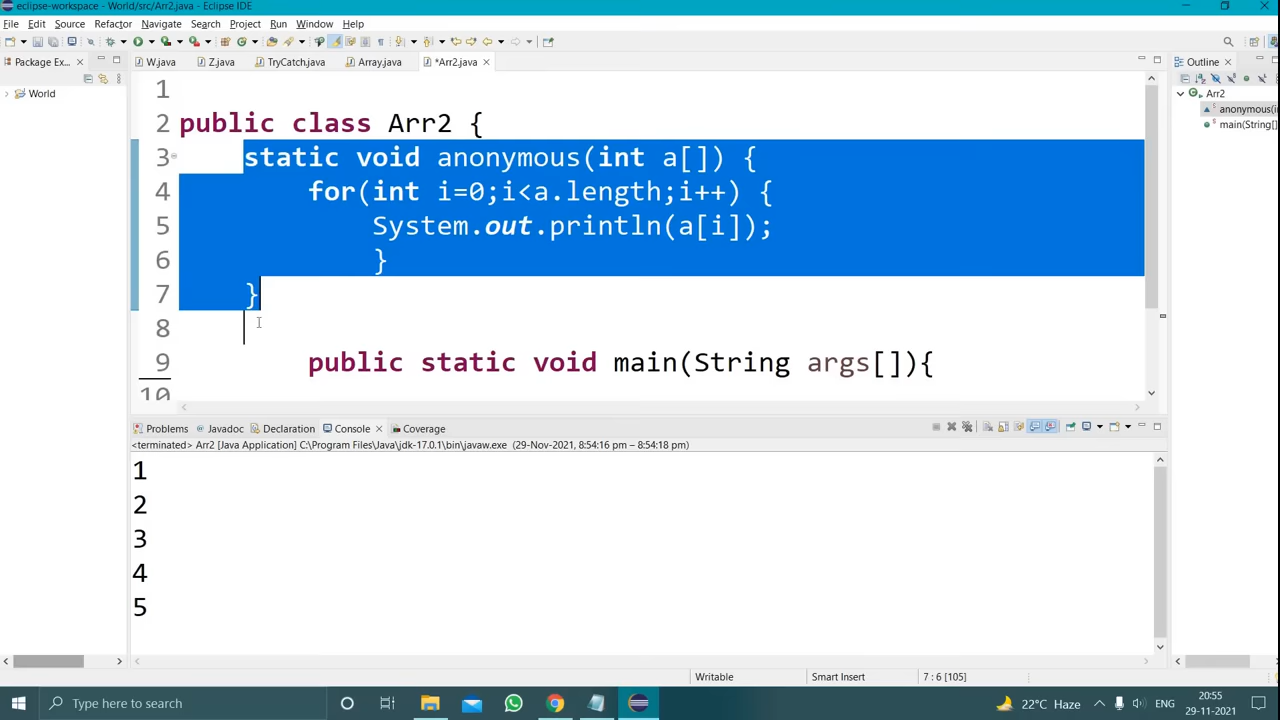 eclipse-workspace - World/src/Arr2.java - Eclipse IDE
File Edit Source Refactor Navigate Search Project Run Window Help
Package Ex... W.java Z.java TryCatch.java Array.java *Arr2.java Outline
World
Arr2
anonymous(i
main(String[]
1
2 public class Arr2 {
3 static void anonymous(int a[]) {
4 for(int i=0;i<a.length;i++) {
5 System.out.println(a[i]);
6 }
7 }
8
9 public static void main(String args[]){
10
Problems Javadoc Declaration Console Coverage
<terminated> Arr2 [Java Application] C:\Program Files\Java\jdk-17.0.1\bin\javaw.exe (29-Nov-2021, 8:54:16 pm – 8:54:18 pm)
1
2
3
4
5
Writable Smart Insert 7 : 6 [105]
Type here to search 22°C Haze ENG 20:55
29-11-2021